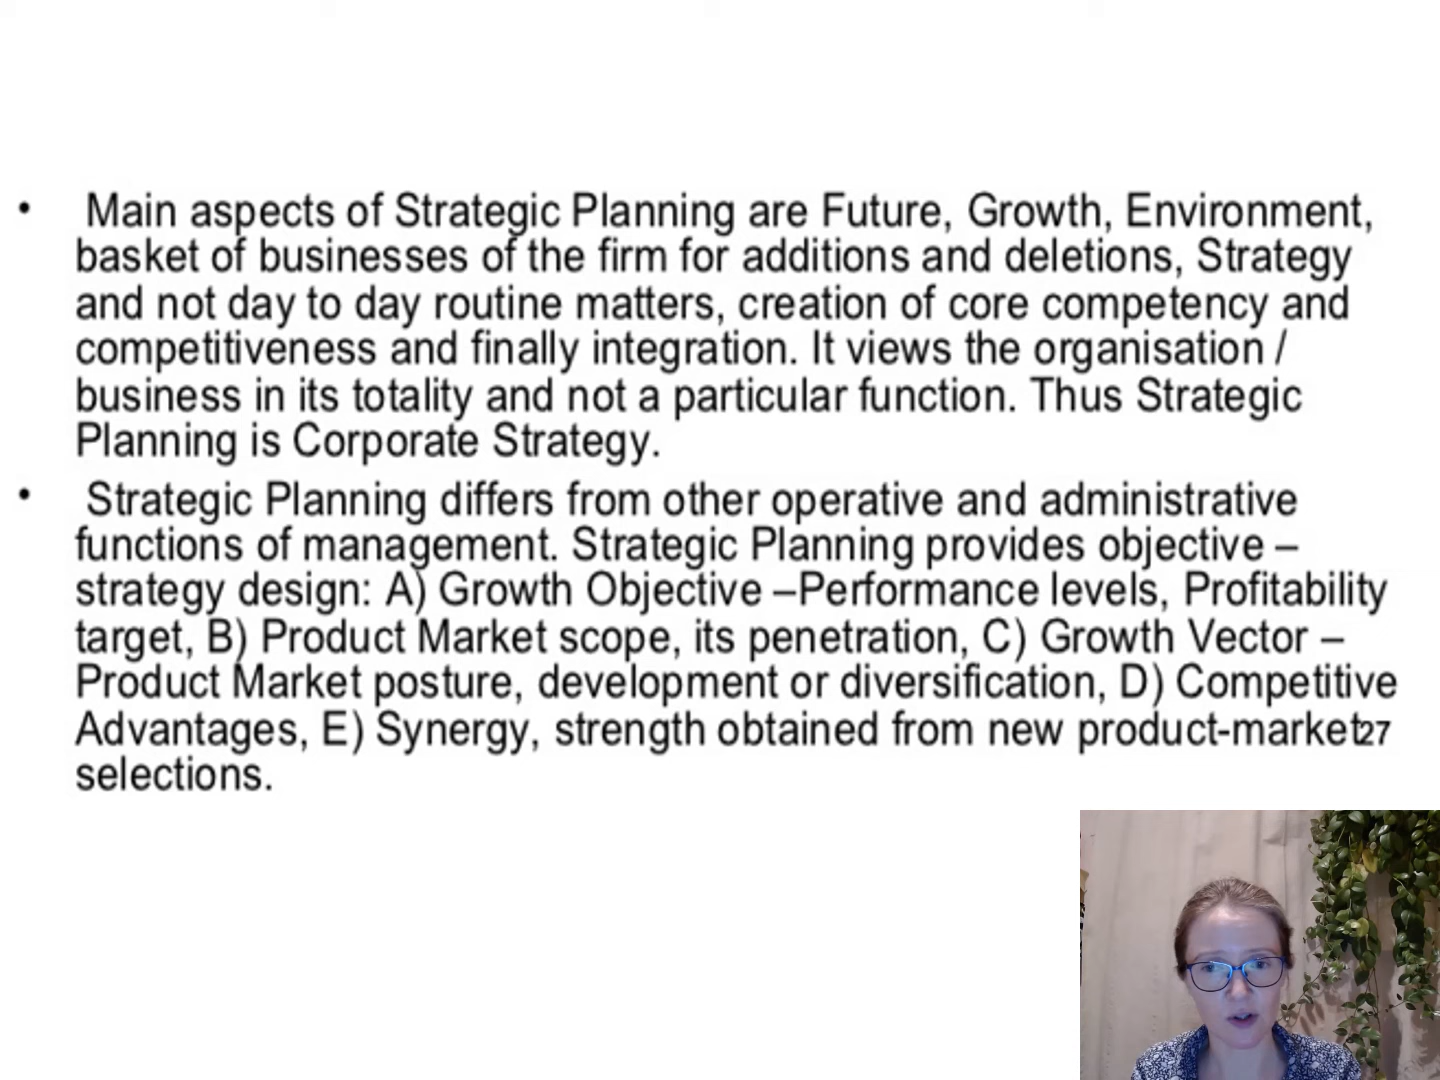 • Main aspects of Strategic Planning are Future, Growth, Environment,
basket of businesses of the firm for additions and deletions, Strategy
and not day to day routine matters, creation of core competency and
competitiveness and finally integration. It views the organisation /
business in its totality and not a particular function. Thus Strategic
Planning is Corporate Strategy.
• Strategic Planning differs from other operative and administrative
functions of management. Strategic Planning provides objective –
strategy design: A) Growth Objective –Performance levels, Profitability
target, B) Product Market scope, its penetration, C) Growth Vector –
Product Market posture, development or diversification, D) Competitive
Advantages, E) Synergy, strength obtained from new product-market
selections.
27